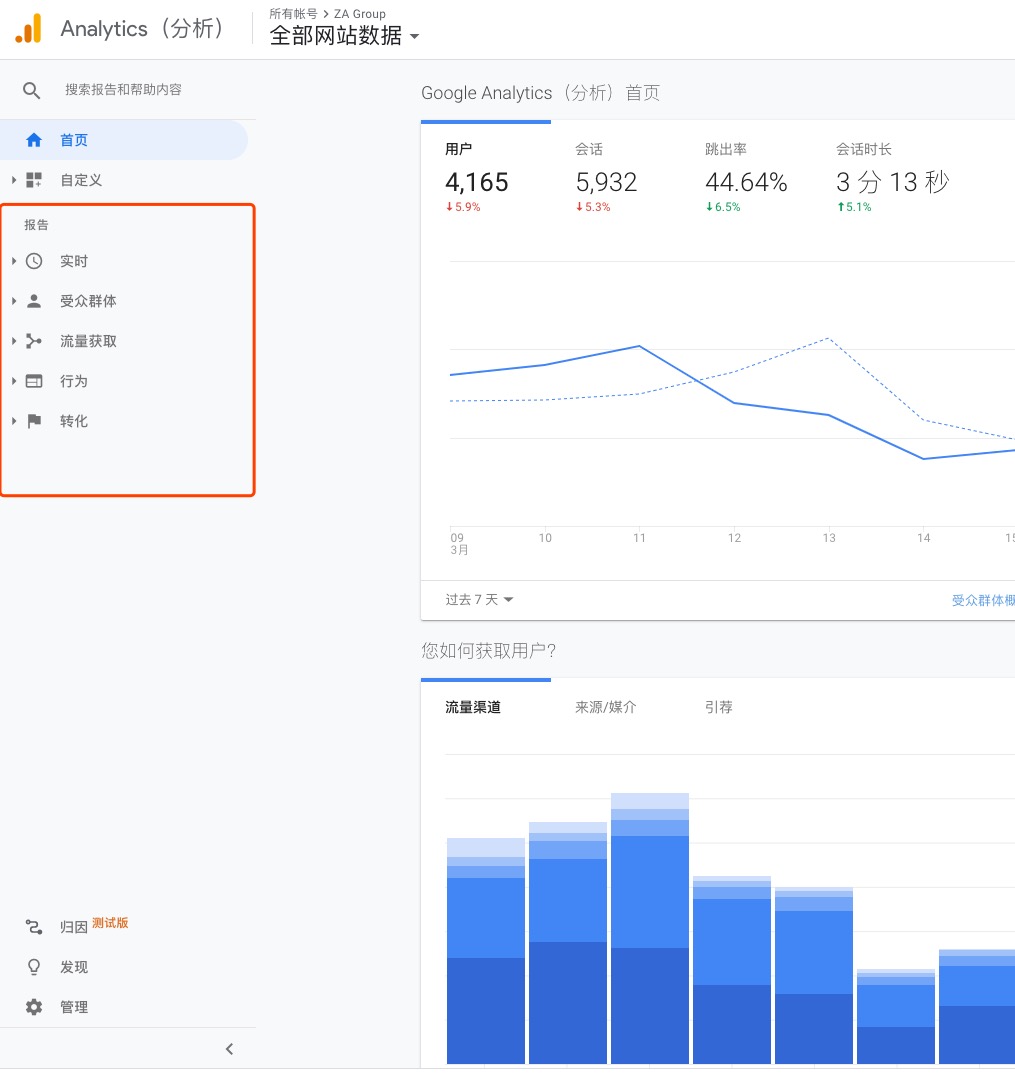 Analytics（分析）
所有帐号 > ZA Group
全部网站数据
搜索报告和帮助内容
首页
自定义
报告
实时
受众群体
流量获取
行为
转化
归因 测试版
发现
管理
Google Analytics（分析）首页
用户 会话 跳出率 会话时长
4,165 5,932 44.64% 3 分 13 秒
↓5.9% ↓5.3% ↓6.5% ↑5.1%
09 10 11 12 13 14 15
3月
过去 7 天 受众群体概
您如何获取用户?
流量渠道 来源/媒介 引荐